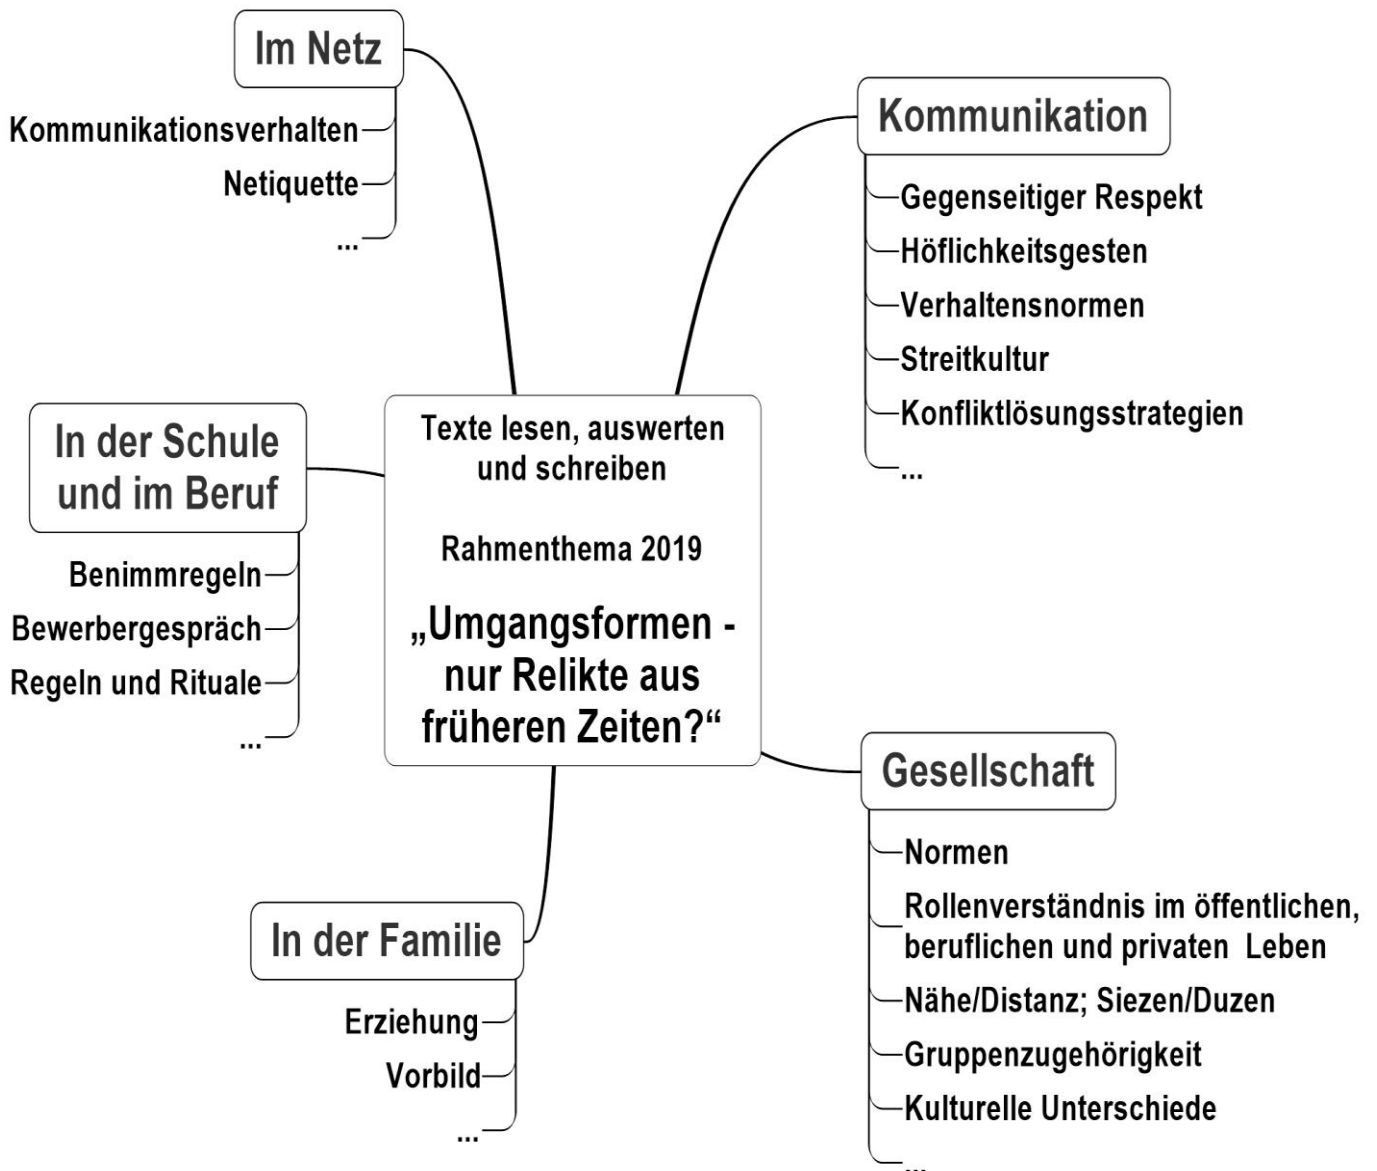 Im Netz
Kommunikationsverhalten
Netiquette
...
Kommunikation
Gegenseitiger Respekt
Höflichkeitsgesten
Verhaltensnormen
Streitkultur
Konfliktlösungsstrategien
...
Texte lesen, auswerten
und schreiben
Rahmenthema 2019
„Umgangsformen -
nur Relikte aus
früheren Zeiten?“
In der Schule
und im Beruf
Benimmregeln
Bewerbergespräch
Regeln und Rituale
...
Gesellschaft
Normen
Rollenverständnis im öffentlichen,
beruflichen und privaten  Leben
Nähe/Distanz; Siezen/Duzen
Gruppenzugehörigkeit
Kulturelle Unterschiede
...
In der Familie
Erziehung
Vorbild
...